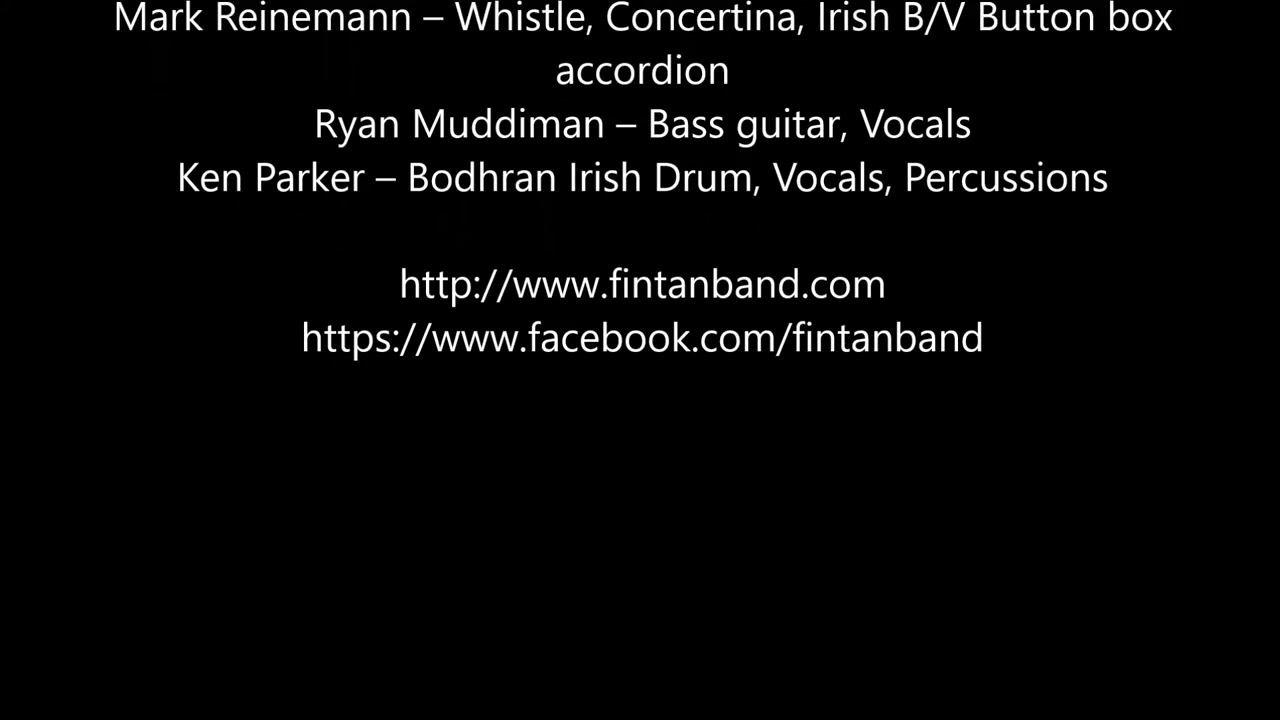 Mark Reinemann – Whistle, Concertina, Irish B/V Button box
accordion
Ryan Muddiman – Bass guitar, Vocals
Ken Parker – Bodhran Irish Drum, Vocals, Percussions
http://www.fintanband.com
https://www.facebook.com/fintanband